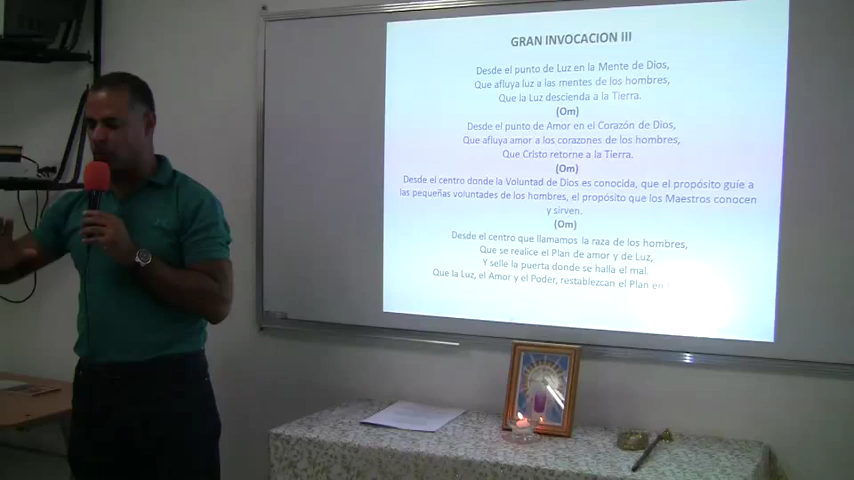 GRAN INVOCACION III
Desde el punto de Luz en la Mente de Dios,
Que afluya luz a las mentes de los hombres,
Que la Luz descienda a la Tierra.
(Om)
Desde el punto de Amor en el Corazón de Dios,
Que afluya amor a los corazones de los hombres,
Que Cristo retorne a la Tierra.
(Om)
Desde el centro donde la Voluntad de Dios es conocida, que el propósito guíe a
las pequeñas voluntades de los hombres, el propósito que los Maestros conocen
y sirven.
(Om)
Desde el centro que llamamos la raza de los hombres,
Que se realice el Plan de amor y de Luz,
Y selle la puerta donde se halla el mal.
Que la Luz, el Amor y el Poder, restablezcan el Plan en